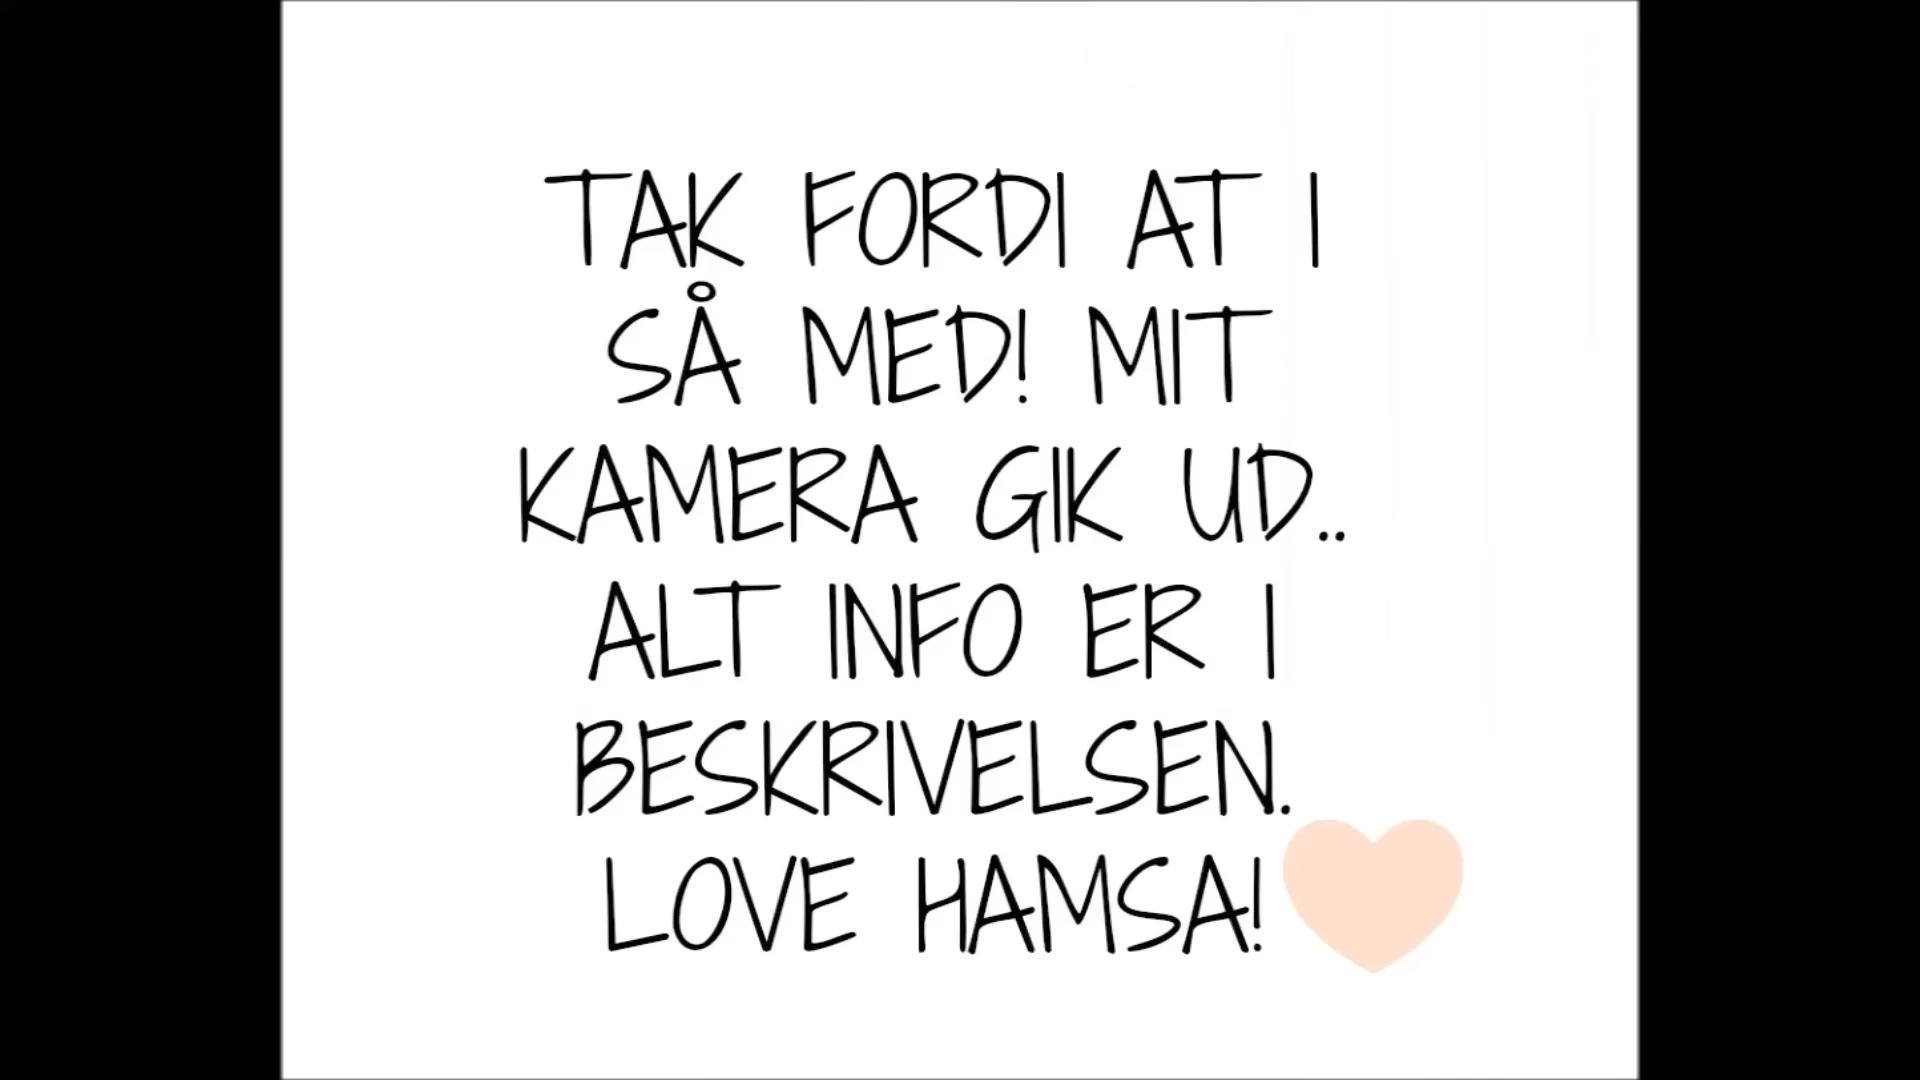 TAK FORDI AT I
SÅ MED! MIT
KAMERA GIK UD..
ALT INFO ER I
BESKRIVELSEN.
LOVE HAMSA!